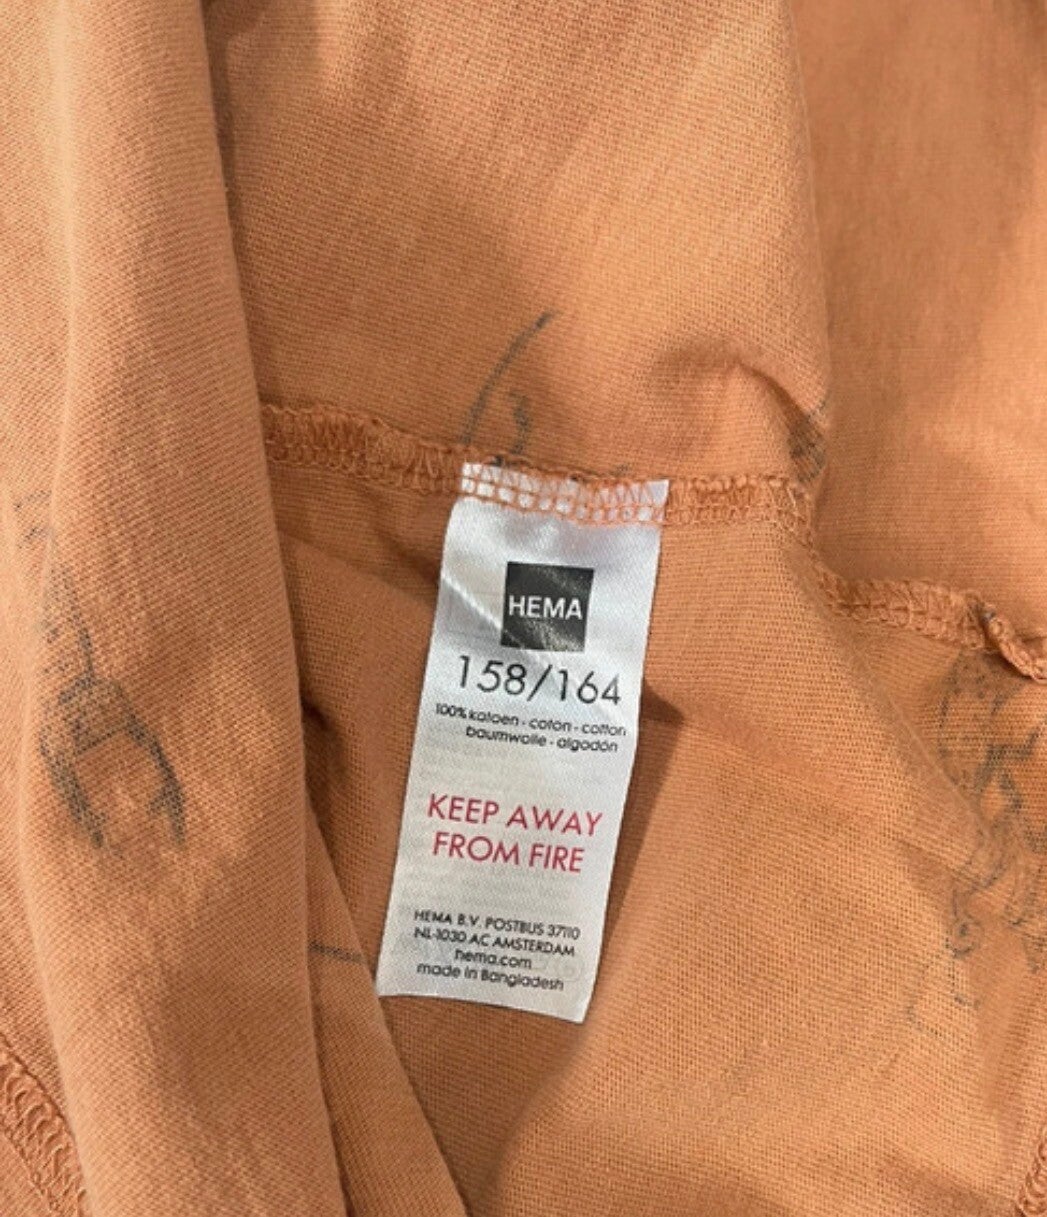 HEMA
158/164
100% katoen - coton - cotton
baumwolle - algodón
KEEP AWAY
FROM FIRE
HEMA B.V. POSTBUS 37110
NL-1030 AC AMSTERDAM
hema.com
made in Bangladesh